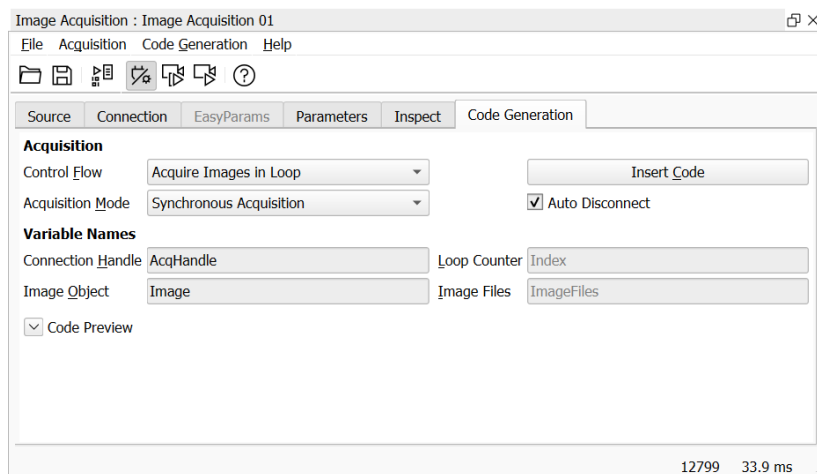 Image Acquisition : Image Acquisition 01
File Acquisition Code Generation Help
Source Connection EasyParams Parameters Inspect Code Generation
Acquisition
Control Flow Acquire Images in Loop Insert Code
Acquisition Mode Synchronous Acquisition Auto Disconnect
Variable Names
Connection Handle AcqHandle Loop Counter Index
Image Object Image Image Files ImageFiles
Code Preview
12799 33.9 ms